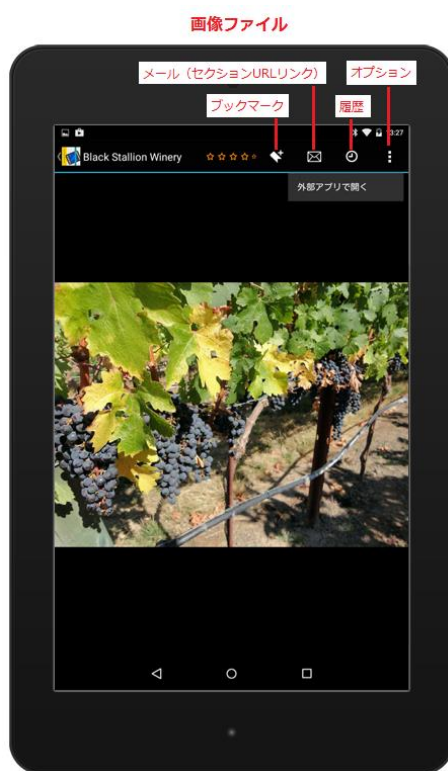 画像ファイル
メール（セクションURLリンク）
オプション
ブックマーク
履歴
13:27
Black Stallion Winery
外部アプリで開く